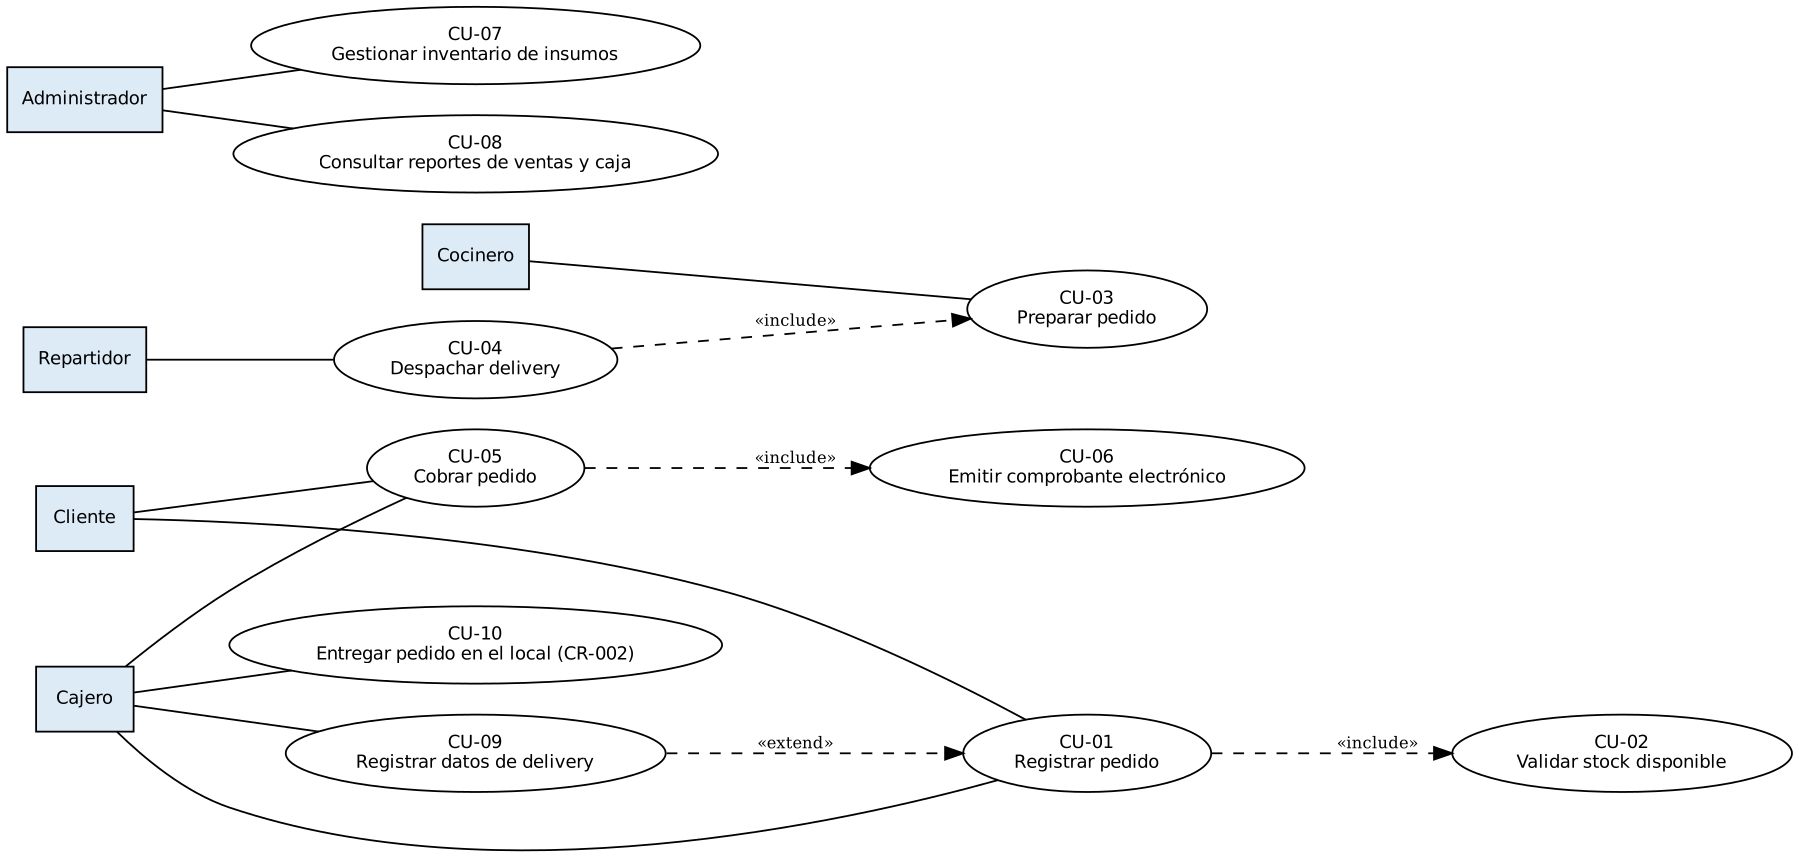 CU-07
Gestionar inventario de insumos
Administrador
CU-08
Consultar reportes de ventas y caja
Cocinero
CU-03
Preparar pedido
«include»
Repartidor
CU-04
Despachar delivery
CU-05
Cobrar pedido
«include»
CU-06
Emitir comprobante electrónico
Cliente
CU-10
Entregar pedido en el local (CR-002)
Cajero
CU-09
Registrar datos de delivery
«extend»
CU-01
Registrar pedido
«include»
CU-02
Validar stock disponible